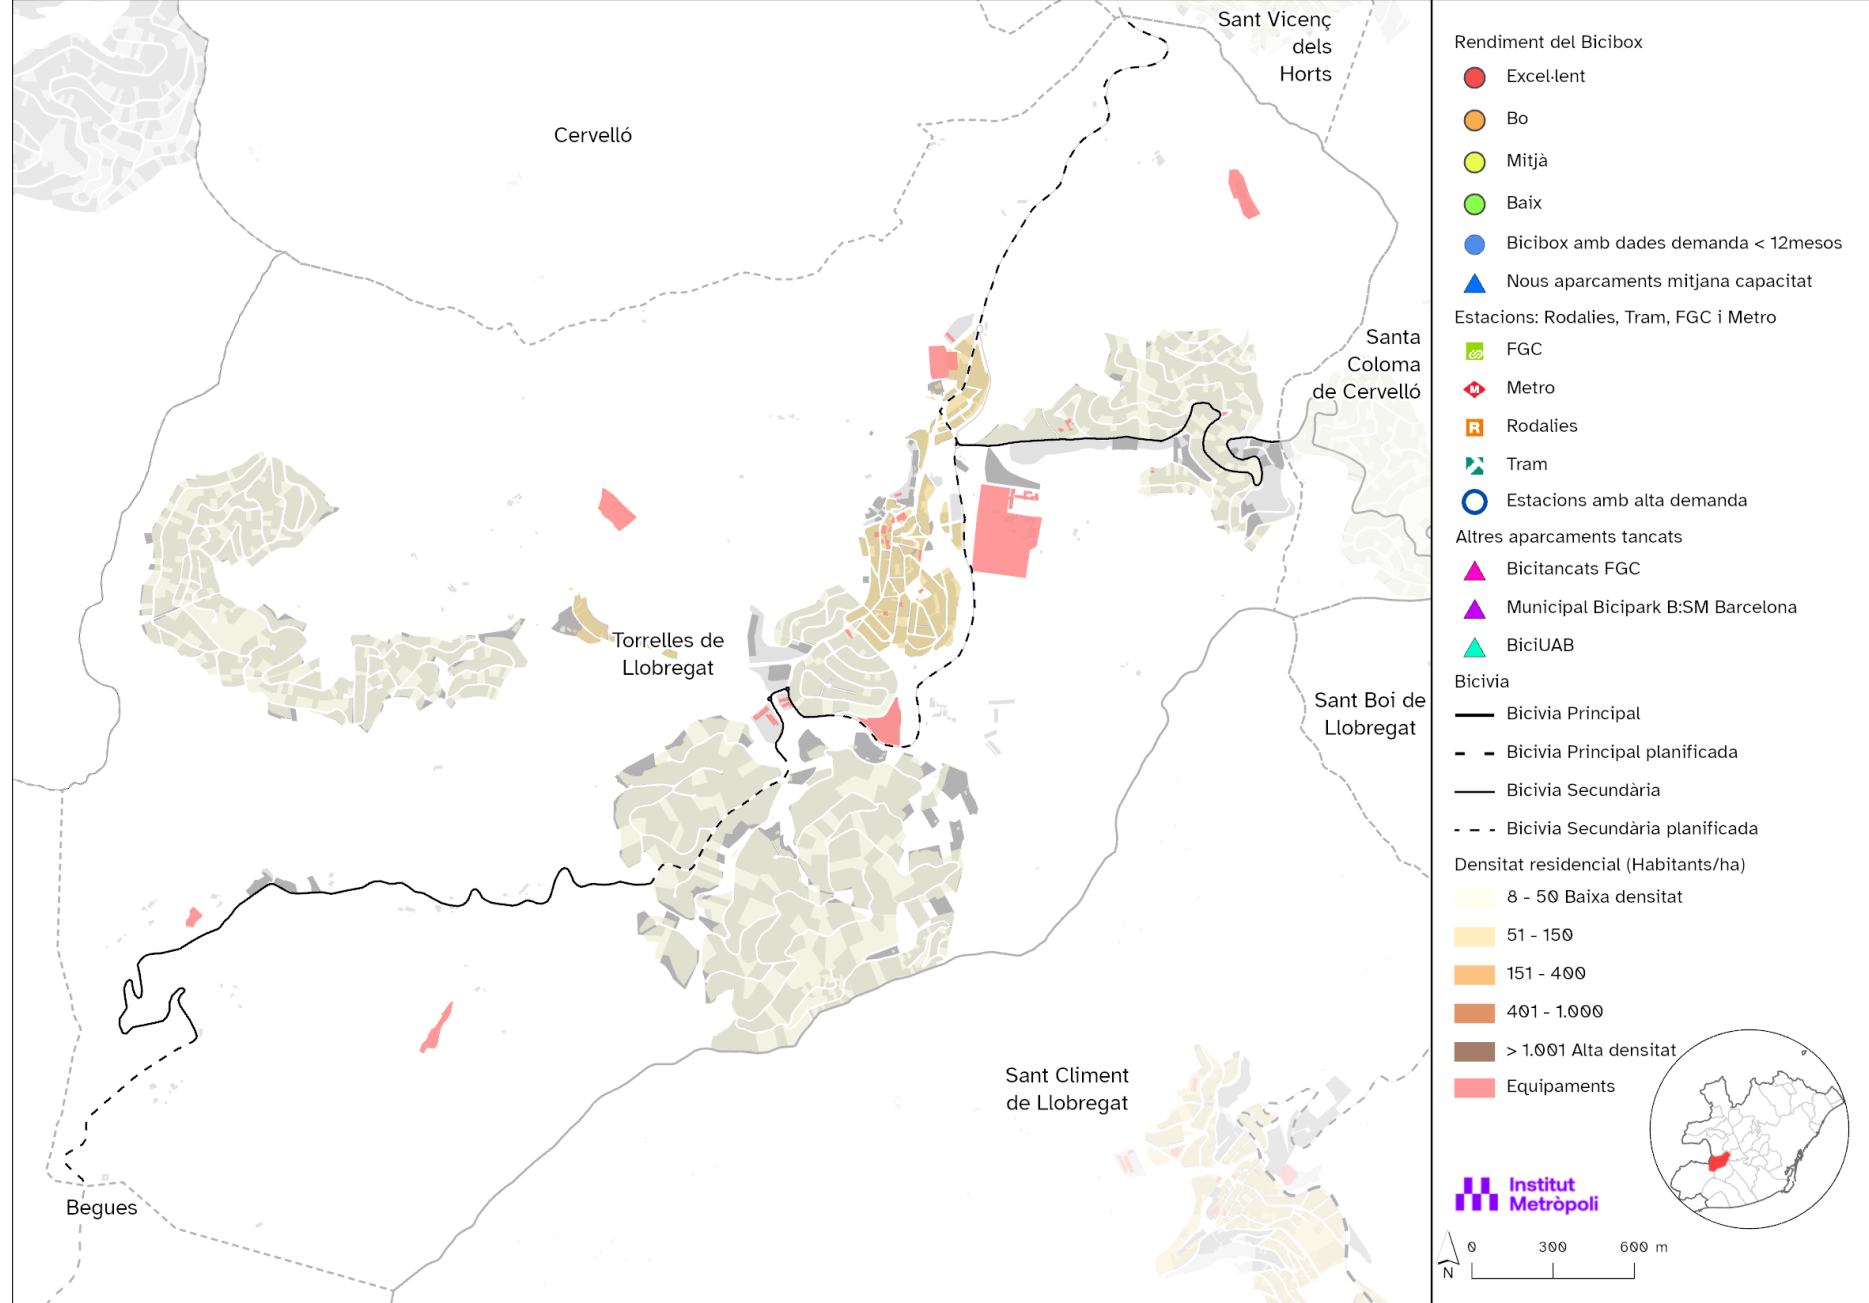 Sant Vicenç
dels
Horts
Cervelló
Santa
Coloma
de Cervelló
Torrelles de
Llobregat
Sant Boi de
Llobregat
Sant Climent
de Llobregat
Begues
Rendiment del Bicibox
Excel·lent
Bo
Mitjà
Baix
Bicibox amb dades demanda < 12mesos
Nous aparcaments mitjana capacitat
Estacions: Rodalies, Tram, FGC i Metro
FGC
M Metro
R Rodalies
Tram
Estacions amb alta demanda
Altres aparcaments tancats
Bicitancats FGC
Municipal Bicipark B:SM Barcelona
BiciUAB
Bicivia
Bicivia Principal
Bicivia Principal planificada
Bicivia Secundària
Bicivia Secundària planificada
Densitat residencial (Habitants/ha)
8 - 50 Baixa densitat
51 - 150
151 - 400
401 - 1.000
> 1.001 Alta densitat
Equipaments
Institut
Metròpoli
N
0 300 600 m